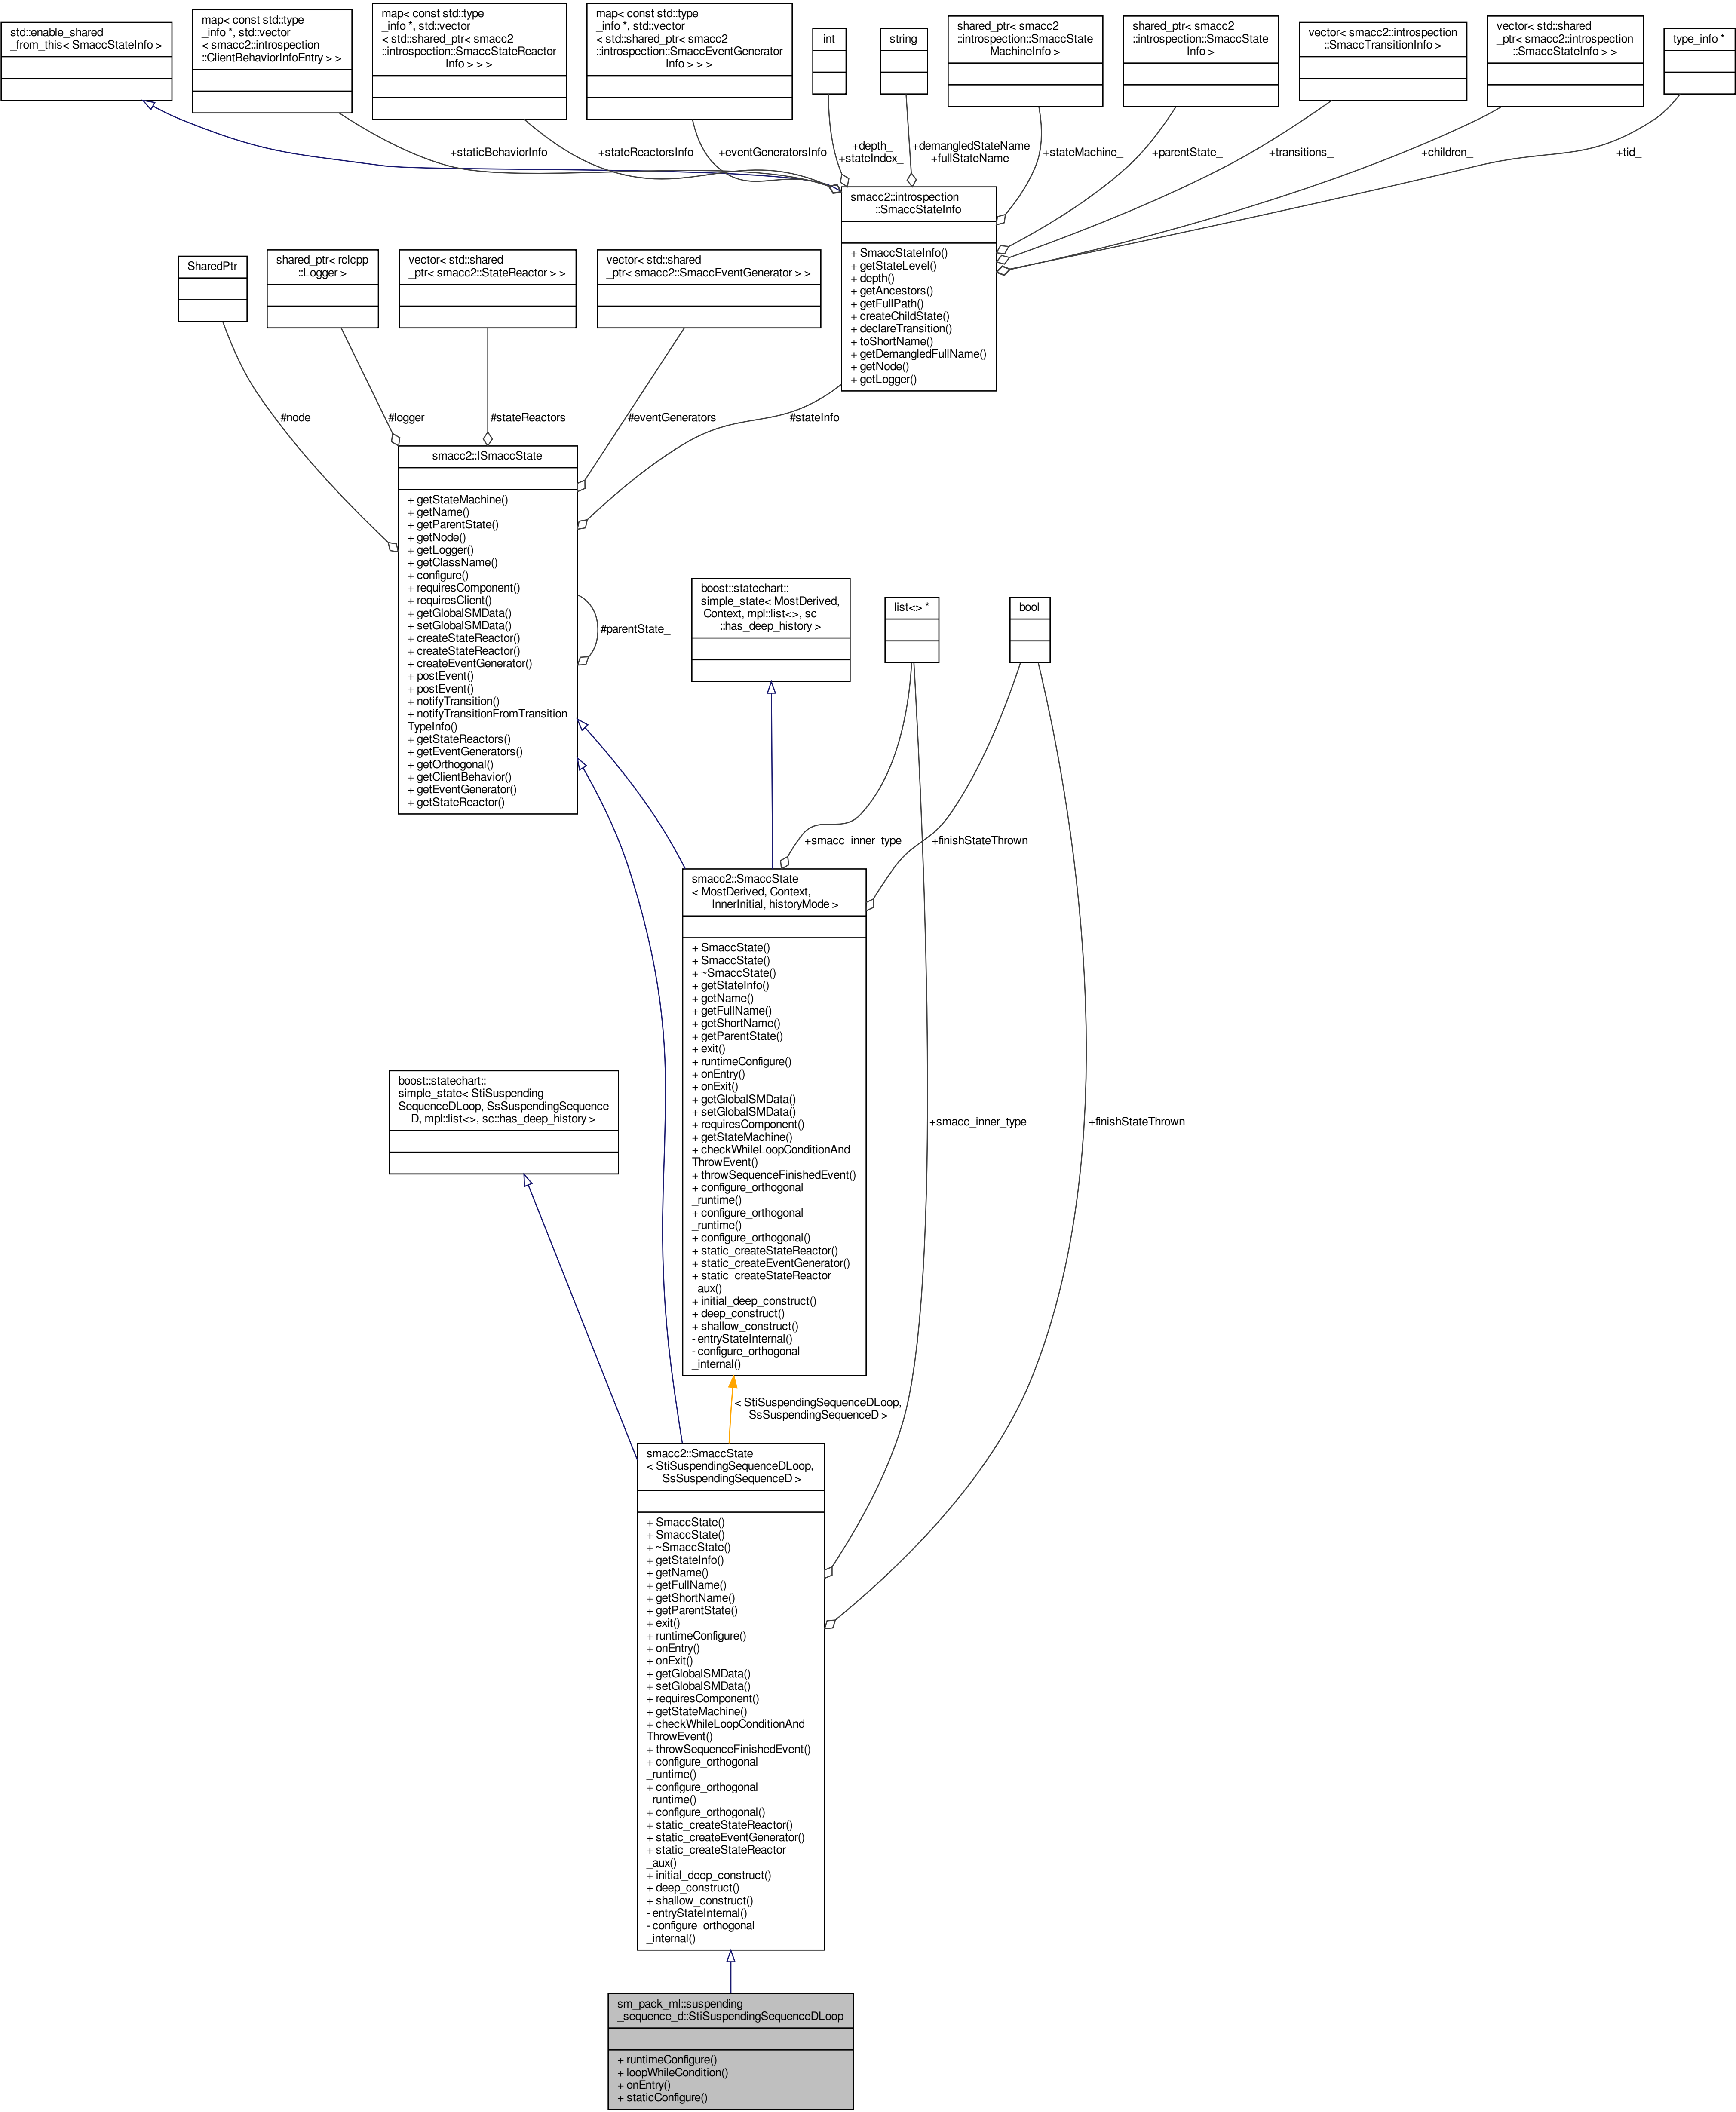 std::enable_shared
_from_this< SmaccStateInfo >
map< const std::type
_info *, std::vector
< smacc2::introspection
::ClientBehaviorInfoEntry > >
map< const std::type
_info *, std::vector
< std::shared_ptr< smacc2
::introspection::SmaccStateReactor
Info > > >
map< const std::type
_info *, std::vector
< std::shared_ptr< smacc2
::introspection::SmaccEventGenerator
Info > > >
int
string
shared_ptr< smacc2
::introspection::SmaccState
MachineInfo >
shared_ptr< smacc2
::introspection::SmaccState
Info >
vector< smacc2::introspection
::SmaccTransitionInfo >
vector< std::shared
_ptr< smacc2::introspection
::SmaccStateInfo > >
type_info *
+staticBehaviorInfo
+stateReactorsInfo
+eventGeneratorsInfo
+depth_
+stateIndex_
+demangledStateName
+fullStateName
+stateMachine_
+parentState_
+transitions_
+children_
+tid_
smacc2::introspection
::SmaccStateInfo
+ SmaccStateInfo()
+ getStateLevel()
+ depth()
+ getAncestors()
+ getFullPath()
+ createChildState()
+ declareTransition()
+ toShortName()
+ getDemangledFullName()
+ getNode()
+ getLogger()
SharedPtr
shared_ptr< rclcpp
::Logger >
vector< std::shared
_ptr< smacc2::StateReactor > >
vector< std::shared
_ptr< smacc2::SmaccEventGenerator > >
#node_
#logger_
#stateReactors_
#eventGenerators_
#stateInfo_
smacc2::ISmaccState
+ getStateMachine()
+ getName()
+ getParentState()
+ getNode()
+ getLogger()
+ getClassName()
+ configure()
+ requiresComponent()
+ requiresClient()
+ getGlobalSMData()
+ setGlobalSMData()
+ createStateReactor()
+ createStateReactor()
+ createEventGenerator()
+ postEvent()
+ postEvent()
+ notifyTransition()
+ notifyTransitionFromTransition
TypeInfo()
+ getStateReactors()
+ getEventGenerators()
+ getOrthogonal()
+ getClientBehavior()
+ getEventGenerator()
+ getStateReactor()
#parentState_
boost::statechart::
simple_state< MostDerived,
Context, mpl::list<>, sc
::has_deep_history >
list<> *
bool
+smacc_inner_type
+finishStateThrown
smacc2::SmaccState
< MostDerived, Context,
InnerInitial, historyMode >
+ SmaccState()
+ SmaccState()
+ ~SmaccState()
+ getStateInfo()
+ getName()
+ getFullName()
+ getShortName()
+ getParentState()
+ exit()
+ runtimeConfigure()
+ onEntry()
+ onExit()
+ getGlobalSMData()
+ setGlobalSMData()
+ requiresComponent()
+ getStateMachine()
+ checkWhileLoopConditionAnd
ThrowEvent()
+ throwSequenceFinishedEvent()
+ configure_orthogonal
_runtime()
+ configure_orthogonal
_runtime()
+ configure_orthogonal()
+ static_createStateReactor()
+ static_createEventGenerator()
+ static_createStateReactor
_aux()
+ initial_deep_construct()
+ deep_construct()
+ shallow_construct()
- entryStateInternal()
- configure_orthogonal
_internal()
boost::statechart::
simple_state< StiSuspending
SequenceDLoop, SsSuspendingSequence
D, mpl::list<>, sc::has_deep_history >
+smacc_inner_type
+finishStateThrown
< StiSuspendingSequenceDLoop,
SsSuspendingSequenceD >
smacc2::SmaccState
< StiSuspendingSequenceDLoop,
SsSuspendingSequenceD >
+ SmaccState()
+ SmaccState()
+ ~SmaccState()
+ getStateInfo()
+ getName()
+ getFullName()
+ getShortName()
+ getParentState()
+ exit()
+ runtimeConfigure()
+ onEntry()
+ onExit()
+ getGlobalSMData()
+ setGlobalSMData()
+ requiresComponent()
+ getStateMachine()
+ checkWhileLoopConditionAnd
ThrowEvent()
+ throwSequenceFinishedEvent()
+ configure_orthogonal
_runtime()
+ configure_orthogonal
_runtime()
+ configure_orthogonal()
+ static_createStateReactor()
+ static_createEventGenerator()
+ static_createStateReactor
_aux()
+ initial_deep_construct()
+ deep_construct()
+ shallow_construct()
- entryStateInternal()
- configure_orthogonal
_internal()
sm_pack_ml::suspending
_sequence_d::StiSuspendingSequenceDLoop
+ runtimeConfigure()
+ loopWhileCondition()
+ onEntry()
+ staticConfigure()